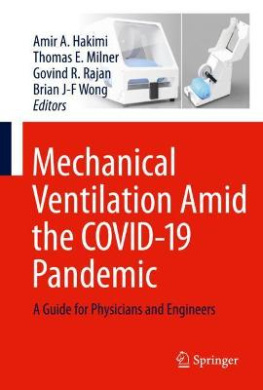 Amir A. Hakimi
Thomas E. Milner
Govind R. Rajan
Brian J-F Wong
Editors
Mechanical
Ventilation Amid
the COVID-19
Pandemic
A Guide for Physicians and Engineers
Springer